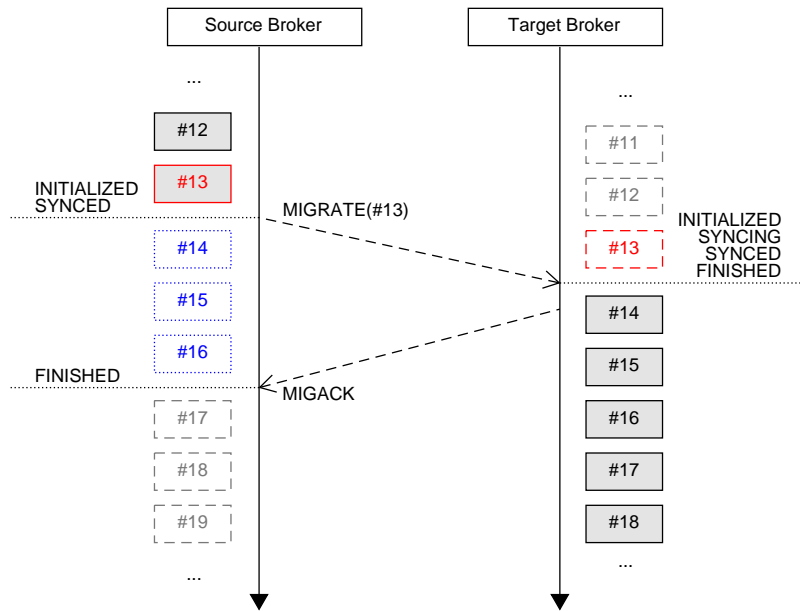 Source Broker
Target Broker
...
#12
#13
INITIALIZED
SYNCED
MIGRATE(#13)
#14
#15
#16
FINISHED
MIGACK
#17
#18
#19
...
...
#11
#12
#13
INITIALIZED
SYNCING
SYNCED
FINISHED
#14
#15
#16
#17
#18
...